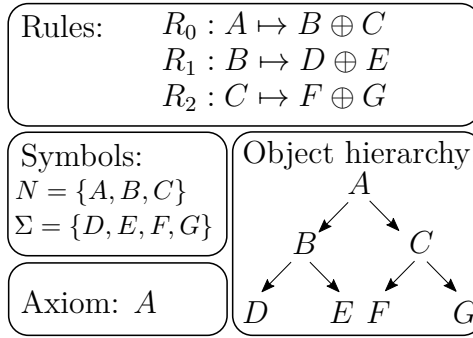 Rules: R₀ : A ↦ B ⊕ C
R₁ : B ↦ D ⊕ E
R₂ : C ↦ F ⊕ G
Symbols:
N = {A, B, C}
Σ = {D, E, F, G}
Axiom: A
Object hierarchy
A
B C
D E F G